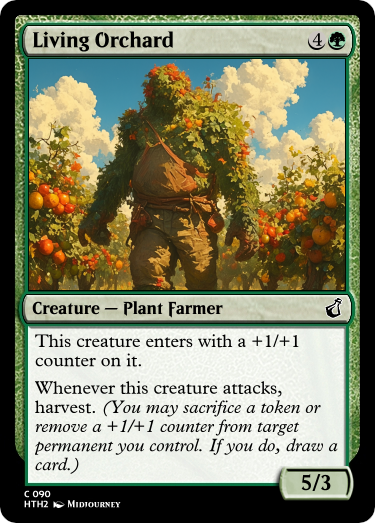 Living Orchard 4
Creature — Plant Farmer
This creature enters with a +1/+1
counter on it.
Whenever this creature attacks,
harvest. (You may sacrifice a token or
remove a +1/+1 counter from target
permanent you control. If you do, draw a
card.)
5/3
C 090
HTH2 Midjourney